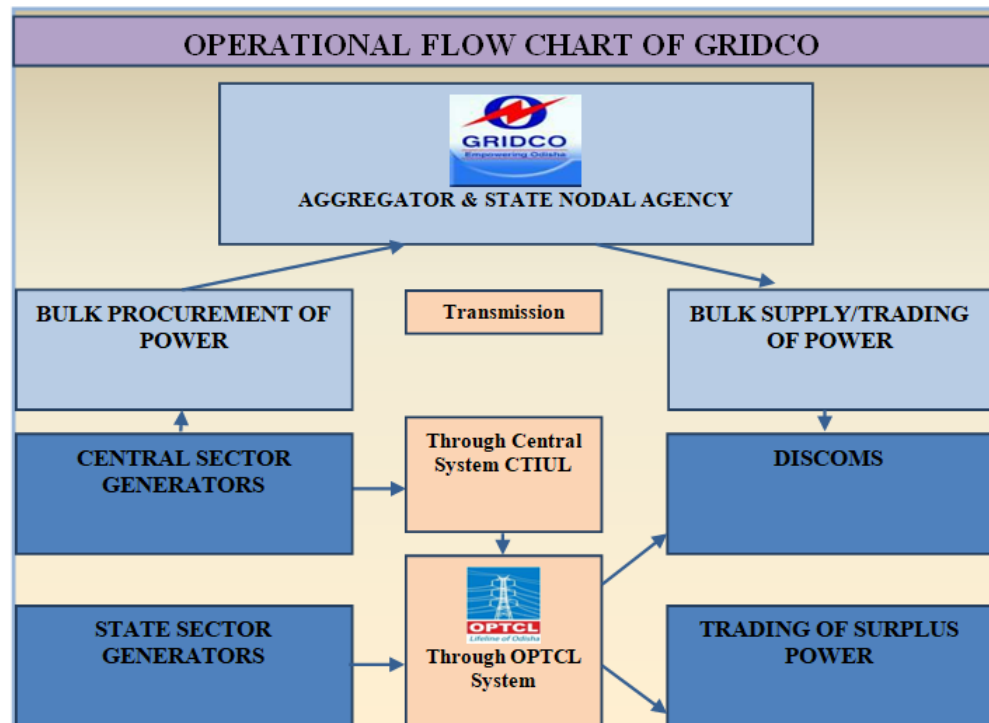 OPERATIONAL FLOW CHART OF GRIDCO
GRIDCO
Empowering Odisha
AGGREGATOR & STATE NODAL AGENCY
BULK PROCUREMENT OF
POWER
Transmission
BULK SUPPLY/TRADING
OF POWER
CENTRAL SECTOR
GENERATORS
Through Central
System CTIUL
DISCOMS
STATE SECTOR
GENERATORS
OPTCL
Lifeline of Odisha
Through OPTCL
System
TRADING OF SURPLUS
POWER